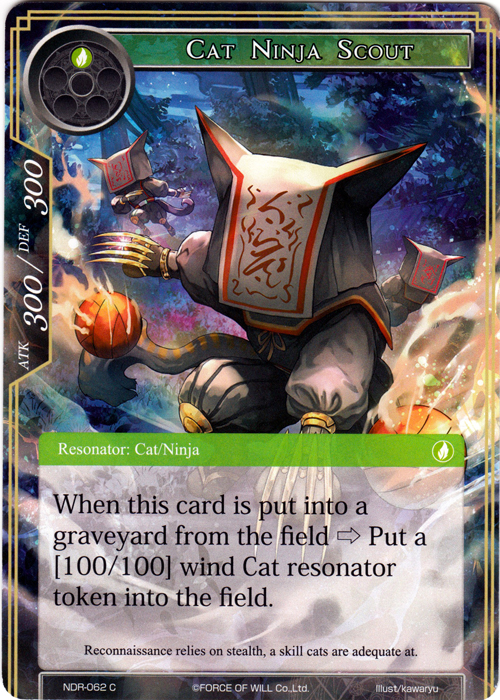 Cat Ninja Scout
ATK 300 // DEF 300
Resonator: Cat/Ninja
When this card is put into a
graveyard from the field ⇨ Put a
[100/100] wind Cat resonator
token into the field.
Reconnaissance relies on stealth, a skill cats are adequate at.
NDR-062 C ©FORCE OF WILL Co.,Ltd. Illust/kawaryu